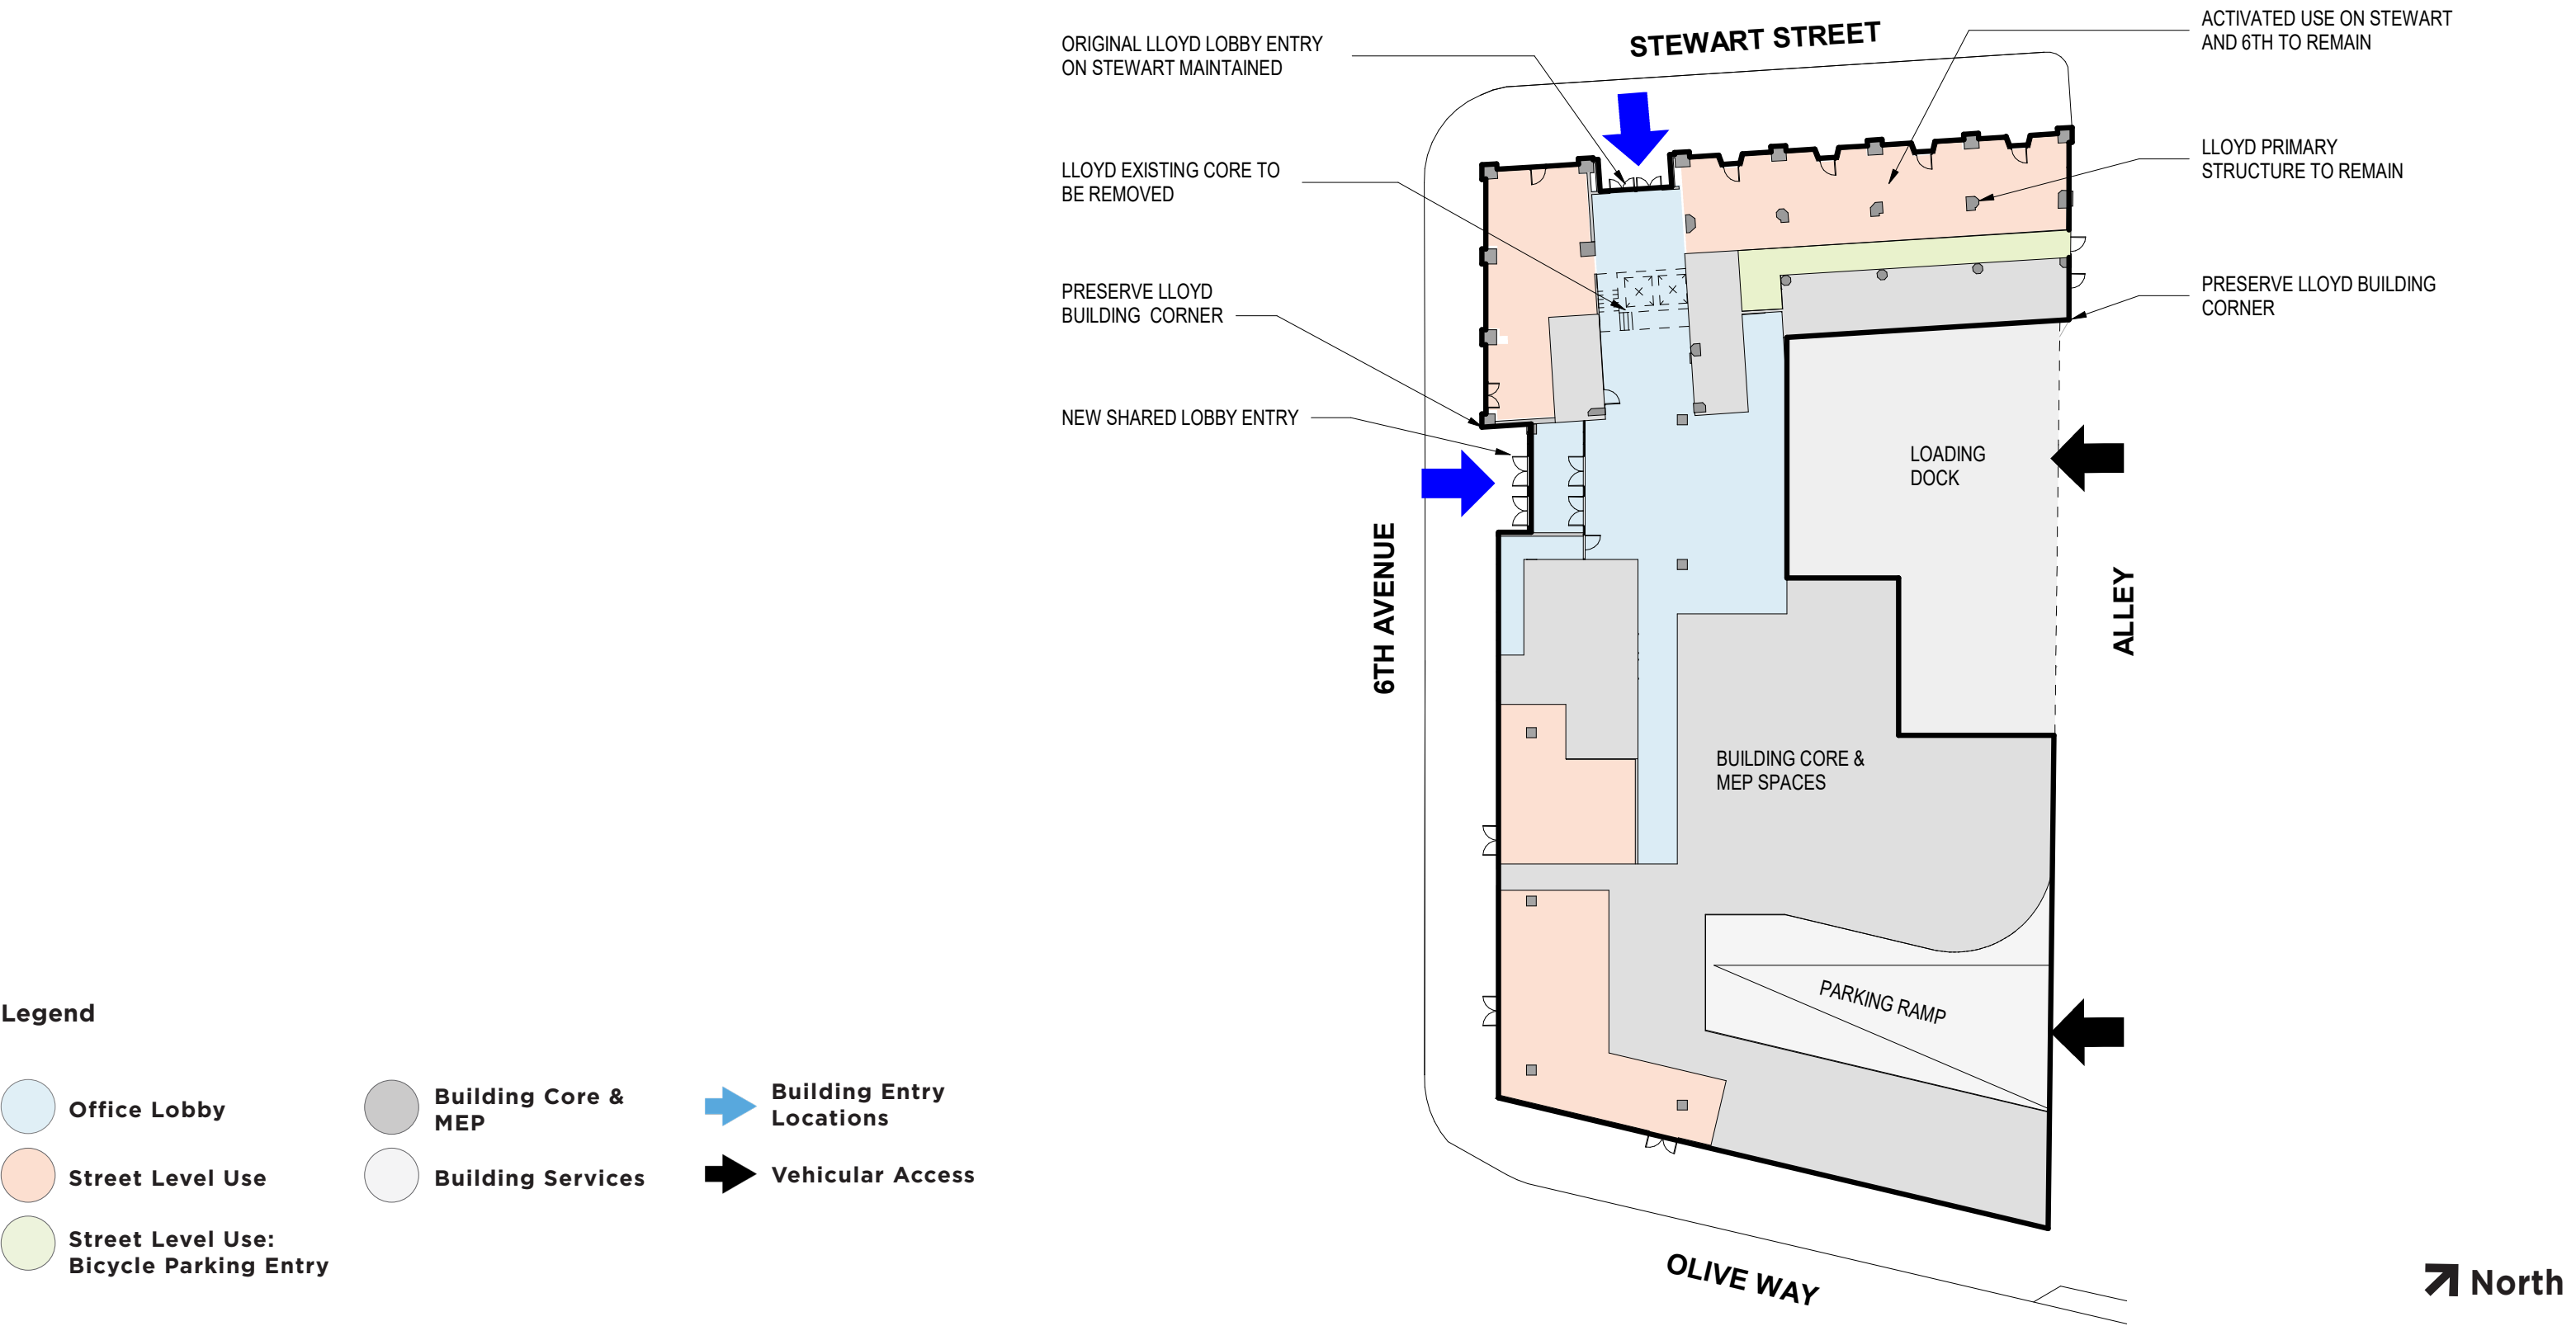 STEWART STREET
ORIGINAL LLOYD LOBBY ENTRY
ON STEWART MAINTAINED
ACTIVATED USE ON STEWART
AND 6TH TO REMAIN
LLOYD EXISTING CORE TO
BE REMOVED
LLOYD PRIMARY
STRUCTURE TO REMAIN
PRESERVE LLOYD
BUILDING CORNER
PRESERVE LLOYD BUILDING
CORNER
NEW SHARED LOBBY ENTRY
LOADING
DOCK
6TH AVENUE
ALLEY
BUILDING CORE &
MEP SPACES
PARKING RAMP
OLIVE WAY
Legend
Office Lobby
Street Level Use
Street Level Use:
Bicycle Parking Entry
Building Core &
MEP
Building Services
Building Entry
Locations
Vehicular Access
North